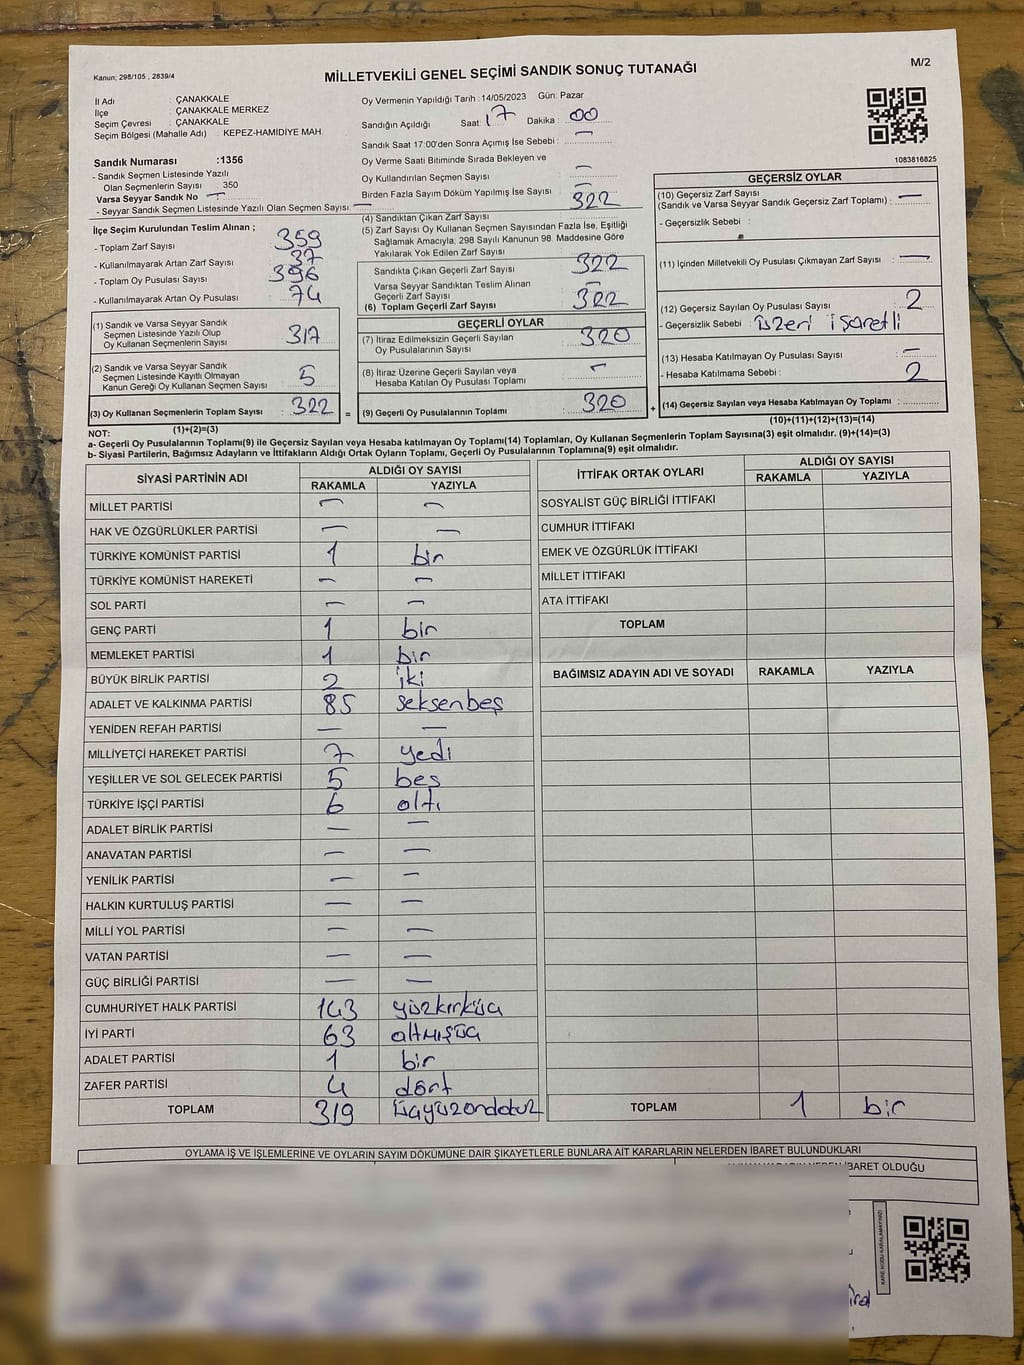 Kanun; 298/105 , 2839/4
MİLLETVEKİLİ GENEL SEÇİMİ SANDIK SONUÇ TUTANAĞI
M/2
İl Adı : ÇANAKKALE
İlçe : ÇANAKKALE MERKEZ
Seçim Çevresi : ÇANAKKALE
Seçim Bölgesi (Mahalle Adı) : KEPEZ-HAMİDİYE MAH.
Sandık Numarası :1356
- Sandık Seçmen Listesinde Yazılı
Olan Seçmenlerin Sayısı 350
Varsa Seyyar Sandık No : —
- Seyyar Sandık Seçmen Listesinde Yazılı Olan Seçmen Sayısı: —
İlçe Seçim Kurulundan Teslim Alınan ;
- Toplam Zarf Sayısı 359
- Kullanılmayarak Artan Zarf Sayısı 37
- Toplam Oy Pusulası Sayısı 396
- Kullanılmayarak Artan Oy Pusulası 74
(1) Sandık ve Varsa Seyyar Sandık
Seçmen Listesinde Yazılı Olup
Oy Kullanan Seçmenlerin Sayısı : 317
(2) Sandık ve Varsa Seyyar Sandık
Seçmen Listesinde Kayıtlı Olmayan
Kanun Gereği Oy Kullanan Seçmen Sayısı : 5
(3) Oy Kullanan Seçmenlerin Toplam Sayısı : 322 =
(1)+(2)=(3)
Oy Vermenin Yapıldığı Tarih : 14/05/2023 Gün: Pazar
Sandığın Açıldığı Saat : 17 Dakika : 00
Sandık Saat 17:00'den Sonra Açımış İse Sebebi : —
Oy Verme Saati Bitiminde Sırada Bekleyen ve
Oy Kullandırılan Seçmen Sayısı : —
Birden Fazla Sayım Döküm Yapılmış İse Sayısı : —
(4) Sandıktan Çıkan Zarf Sayısı : 322
(5) Zarf Sayısı Oy Kullanan Seçmen Sayısından Fazla İse, Eşitliği
Sağlamak Amacıyla; 298 Sayılı Kanunun 98. Maddesine Göre
Yakılarak Yok Edilen Zarf Sayısı :
Sandıkta Çıkan Geçerli Zarf Sayısı : 322
Varsa Seyyar Sandıktan Teslim Alınan
Geçerli Zarf Sayısı : —
(6) Toplam Geçerli Zarf Sayısı : 322
GEÇERLİ OYLAR
(7) İtiraz Edilmeksizin Geçerli Sayılan
Oy Pusulalarının Sayısı : 320
(8) İtiraz Üzerine Geçerli Sayılan veya
Hesaba Katılan Oy Pusulası Toplamı : —
(9) Geçerli Oy Pusulalarının Toplamı : 320 +
1083816825
GEÇERSİZ OYLAR
(10) Geçersiz Zarf Sayısı
(Sandık ve Varsa Seyyar Sandık Geçersiz Zarf Toplamı) : —
- Geçersizlik Sebebi :
(11) İçinden Milletvekili Oy Pusulası Çıkmayan Zarf Sayısı : —
(12) Geçersiz Sayılan Oy Pusulası Sayısı : 2
- Geçersizlik Sebebi : üzeri işaretli
(13) Hesaba Katılmayan Oy Pusulası Sayısı : —
- Hesaba Katılmama Sebebi : 2
(14) Geçersiz Sayılan veya Hesaba Katılmayan Oy Toplamı :
(10)+(11)+(12)+(13)=(14)
NOT:
a- Geçerli Oy Pusulalarının Toplamı(9) ile Geçersiz Sayılan veya Hesaba katılmayan Oy Toplamı(14) Toplamları, Oy Kullanan Seçmenlerin Toplam Sayısına(3) eşit olmalıdır. (9)+(14)=(3)
b- Siyasi Partilerin, Bağımsız Adayların ve İttifakların Aldığı Ortak Oyların Toplamı, Geçerli Oy Pusulalarının Toplamına(9) eşit olmalıdır.
SİYASİ PARTİNİN ADI ALDIĞI OY SAYISI
RAKAMLA YAZIYLA
MİLLET PARTİSİ — —
HAK VE ÖZGÜRLÜKLER PARTİSİ — —
TÜRKİYE KOMÜNİST PARTİSİ 1 bir
TÜRKİYE KOMÜNİST HAREKETİ — —
SOL PARTİ — —
GENÇ PARTİ 1 bir
MEMLEKET PARTİSİ 1 bir
BÜYÜK BİRLİK PARTİSİ 2 iki
ADALET VE KALKINMA PARTİSİ 85 seksenbeş
YENİDEN REFAH PARTİSİ — —
MİLLİYETÇİ HAREKET PARTİSİ 7 yedi
YEŞİLLER VE SOL GELECEK PARTİSİ 5 beş
TÜRKİYE İŞÇİ PARTİSİ 6 altı
ADALET BİRLİK PARTİSİ — —
ANAVATAN PARTİSİ — —
YENİLİK PARTİSİ — —
HALKIN KURTULUŞ PARTİSİ — —
MİLLİ YOL PARTİSİ — —
VATAN PARTİSİ — —
GÜÇ BİRLİĞİ PARTİSİ — —
CUMHURİYET HALK PARTİSİ 143 yüzkırküç
İYİ PARTİ 63 altmışüç
ADALET PARTİSİ 1 bir
ZAFER PARTİSİ 4 dört
TOPLAM 319 üçyüzondokuz
İTTİFAK ORTAK OYLARI ALDIĞI OY SAYISI
RAKAMLA YAZIYLA
SOSYALİST GÜÇ BİRLİĞİ İTTİFAKI
CUMHUR İTTİFAKI
EMEK VE ÖZGÜRLÜK İTTİFAKI
MİLLET İTTİFAKI
ATA İTTİFAKI
TOPLAM
BAĞIMSIZ ADAYIN ADI VE SOYADI RAKAMLA YAZIYLA
TOPLAM 1 bir
OYLAMA İŞ VE İŞLEMLERİNE VE OYLARIN SAYIM DÖKÜMÜNE DAİR ŞİKAYETLERLE BUNLARA AİT KARARLARIN NELERDEN İBARET BULUNDUKLARI
İBARET OLDUĞU
KARE KODU KARALAMAYINIZ!